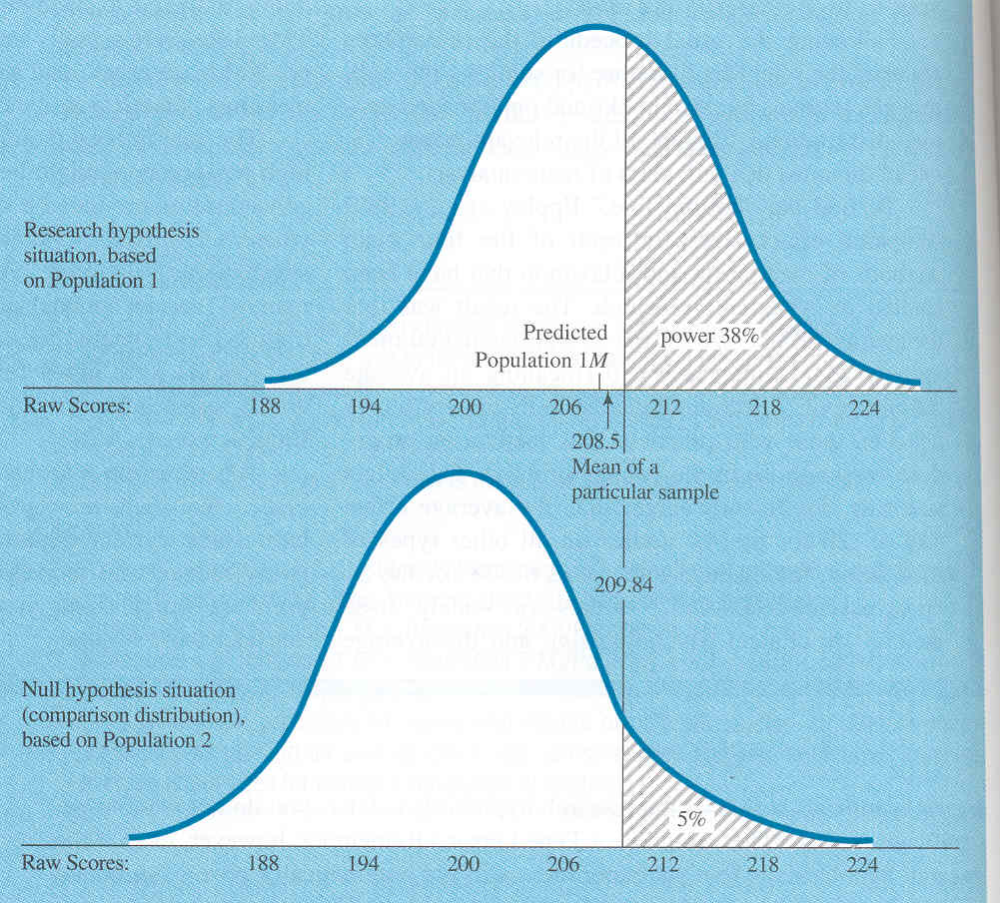 Research hypothesis
situation, based
on Population 1
Predicted
Population 1M
power 38%
Raw Scores: 188 194 200 206 212 218 224
208.5
Mean of a
particular sample
209.84
Null hypothesis situation
(comparison distribution),
based on Population 2
5%
Raw Scores: 188 194 200 206 212 218 224